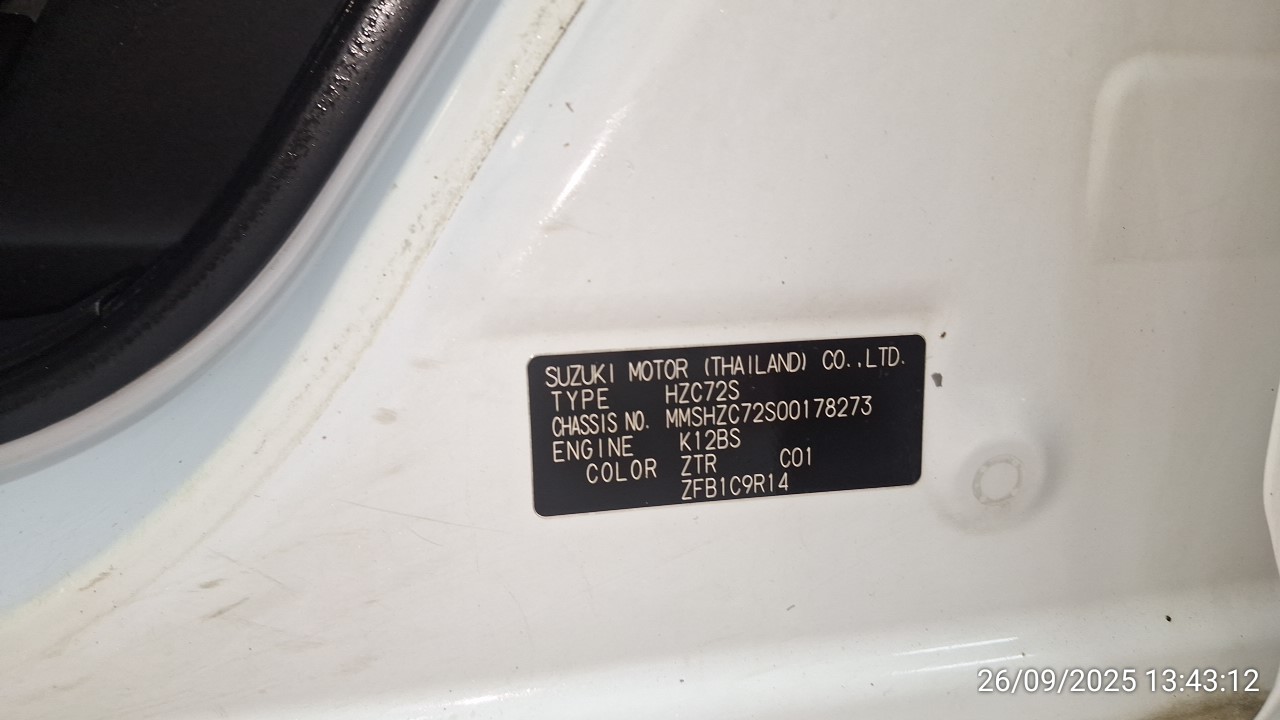 SUZUKI MOTOR (THAILAND) CO.,LTD.
TYPE HZC72S
CHASSIS NO. MMSHZC72S00178273
ENGINE K12BS
COLOR ZTR C01
ZFB1C9R14
26/09/2025 13:43:12